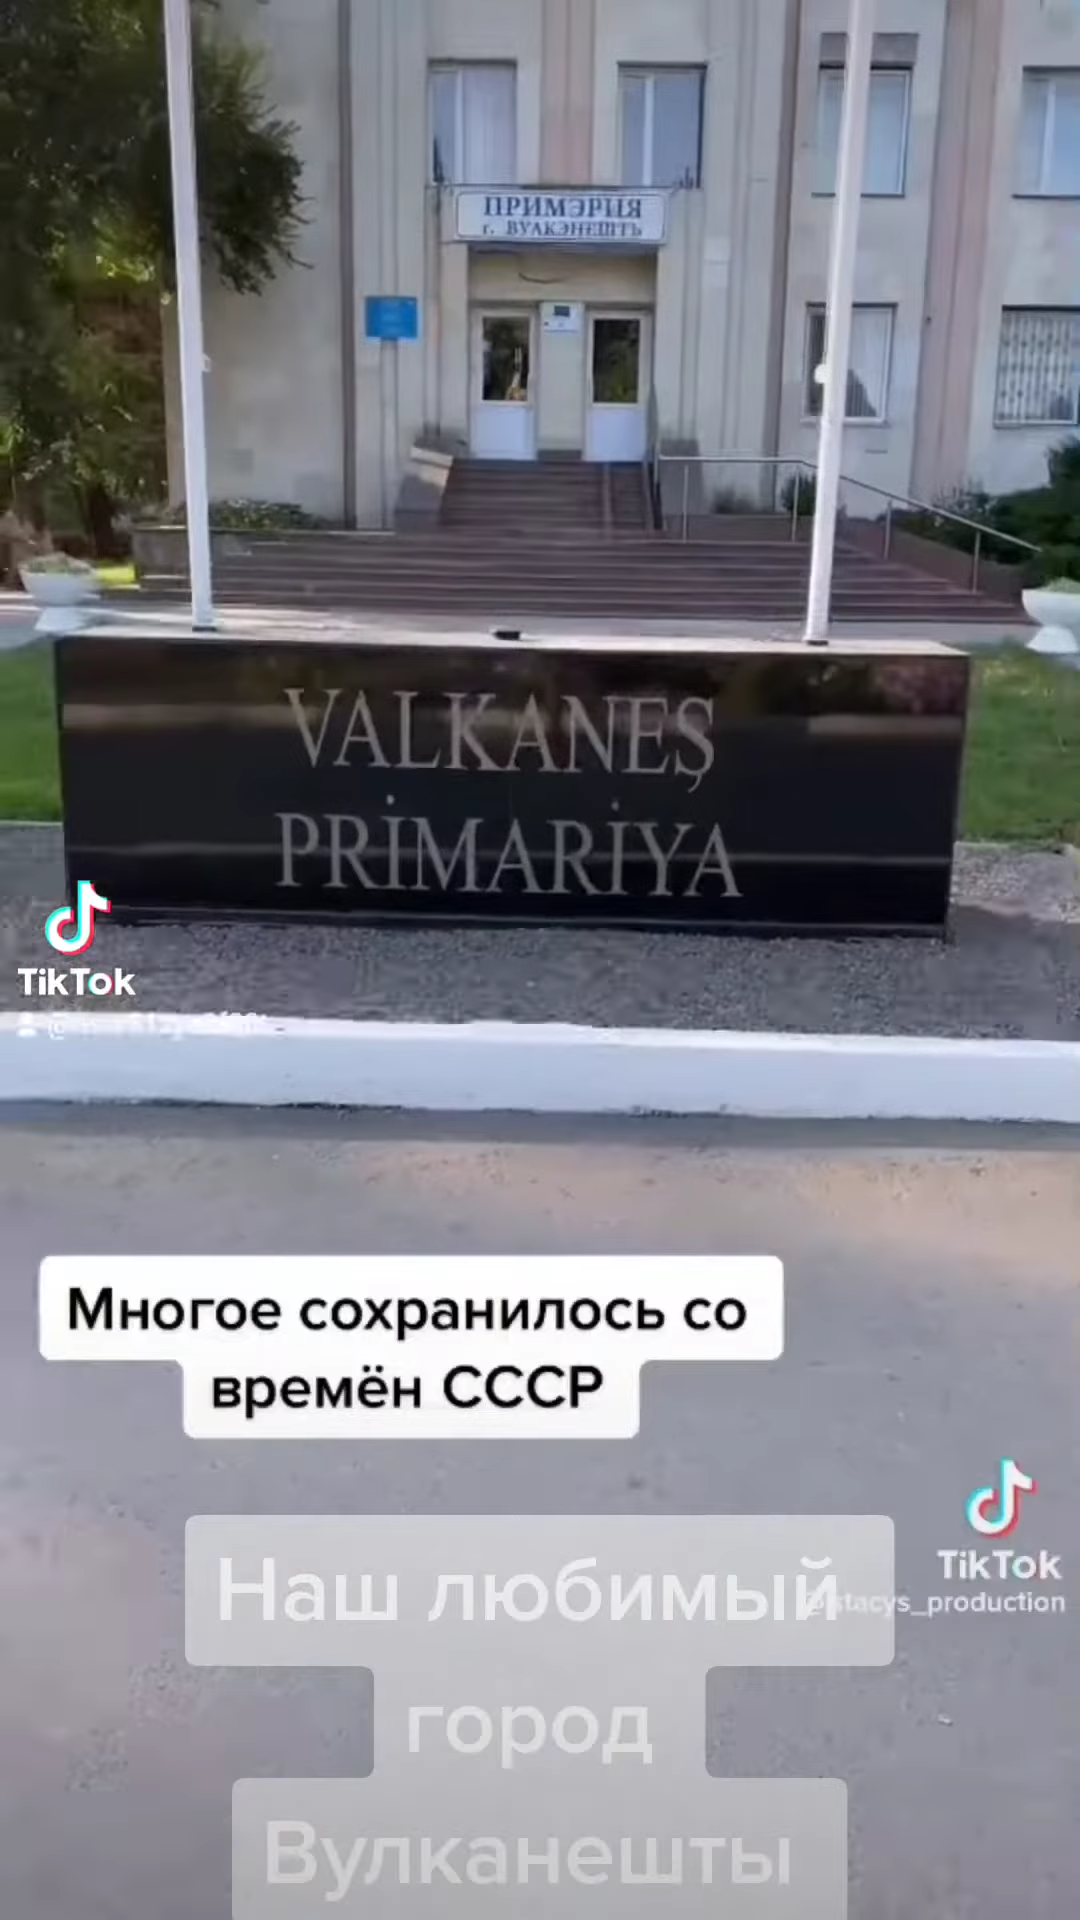 ПРИМЭРИЯ
г. ВУЛКЭНЕШТЬ
VALKANEŞ
PRİMARİYA
TikTok
Многое сохранилось со
времён СССР
TikTok
@stacys_production
Наш любимый
город
Вулканешты